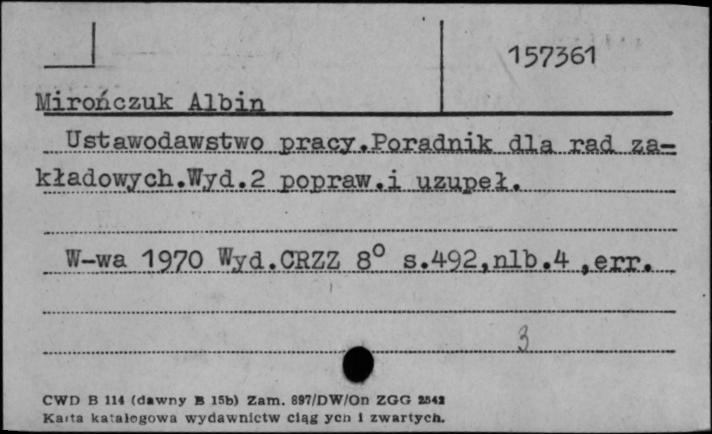 157361
Mirończuk Albin
Ustawodawstwo pracy.Poradnik dla rad za-
kładowych.Wyd.2 popraw.i uzupeł.
W-wa 1970 Wyd.CRZZ 8° s.492,nlb.4 ,err.
3
CWD B 114 (dawny B 15b) Zam. 897/DW/On ZGG 2542
Karta katalogowa wydawnictw ciąg ych i zwartych.